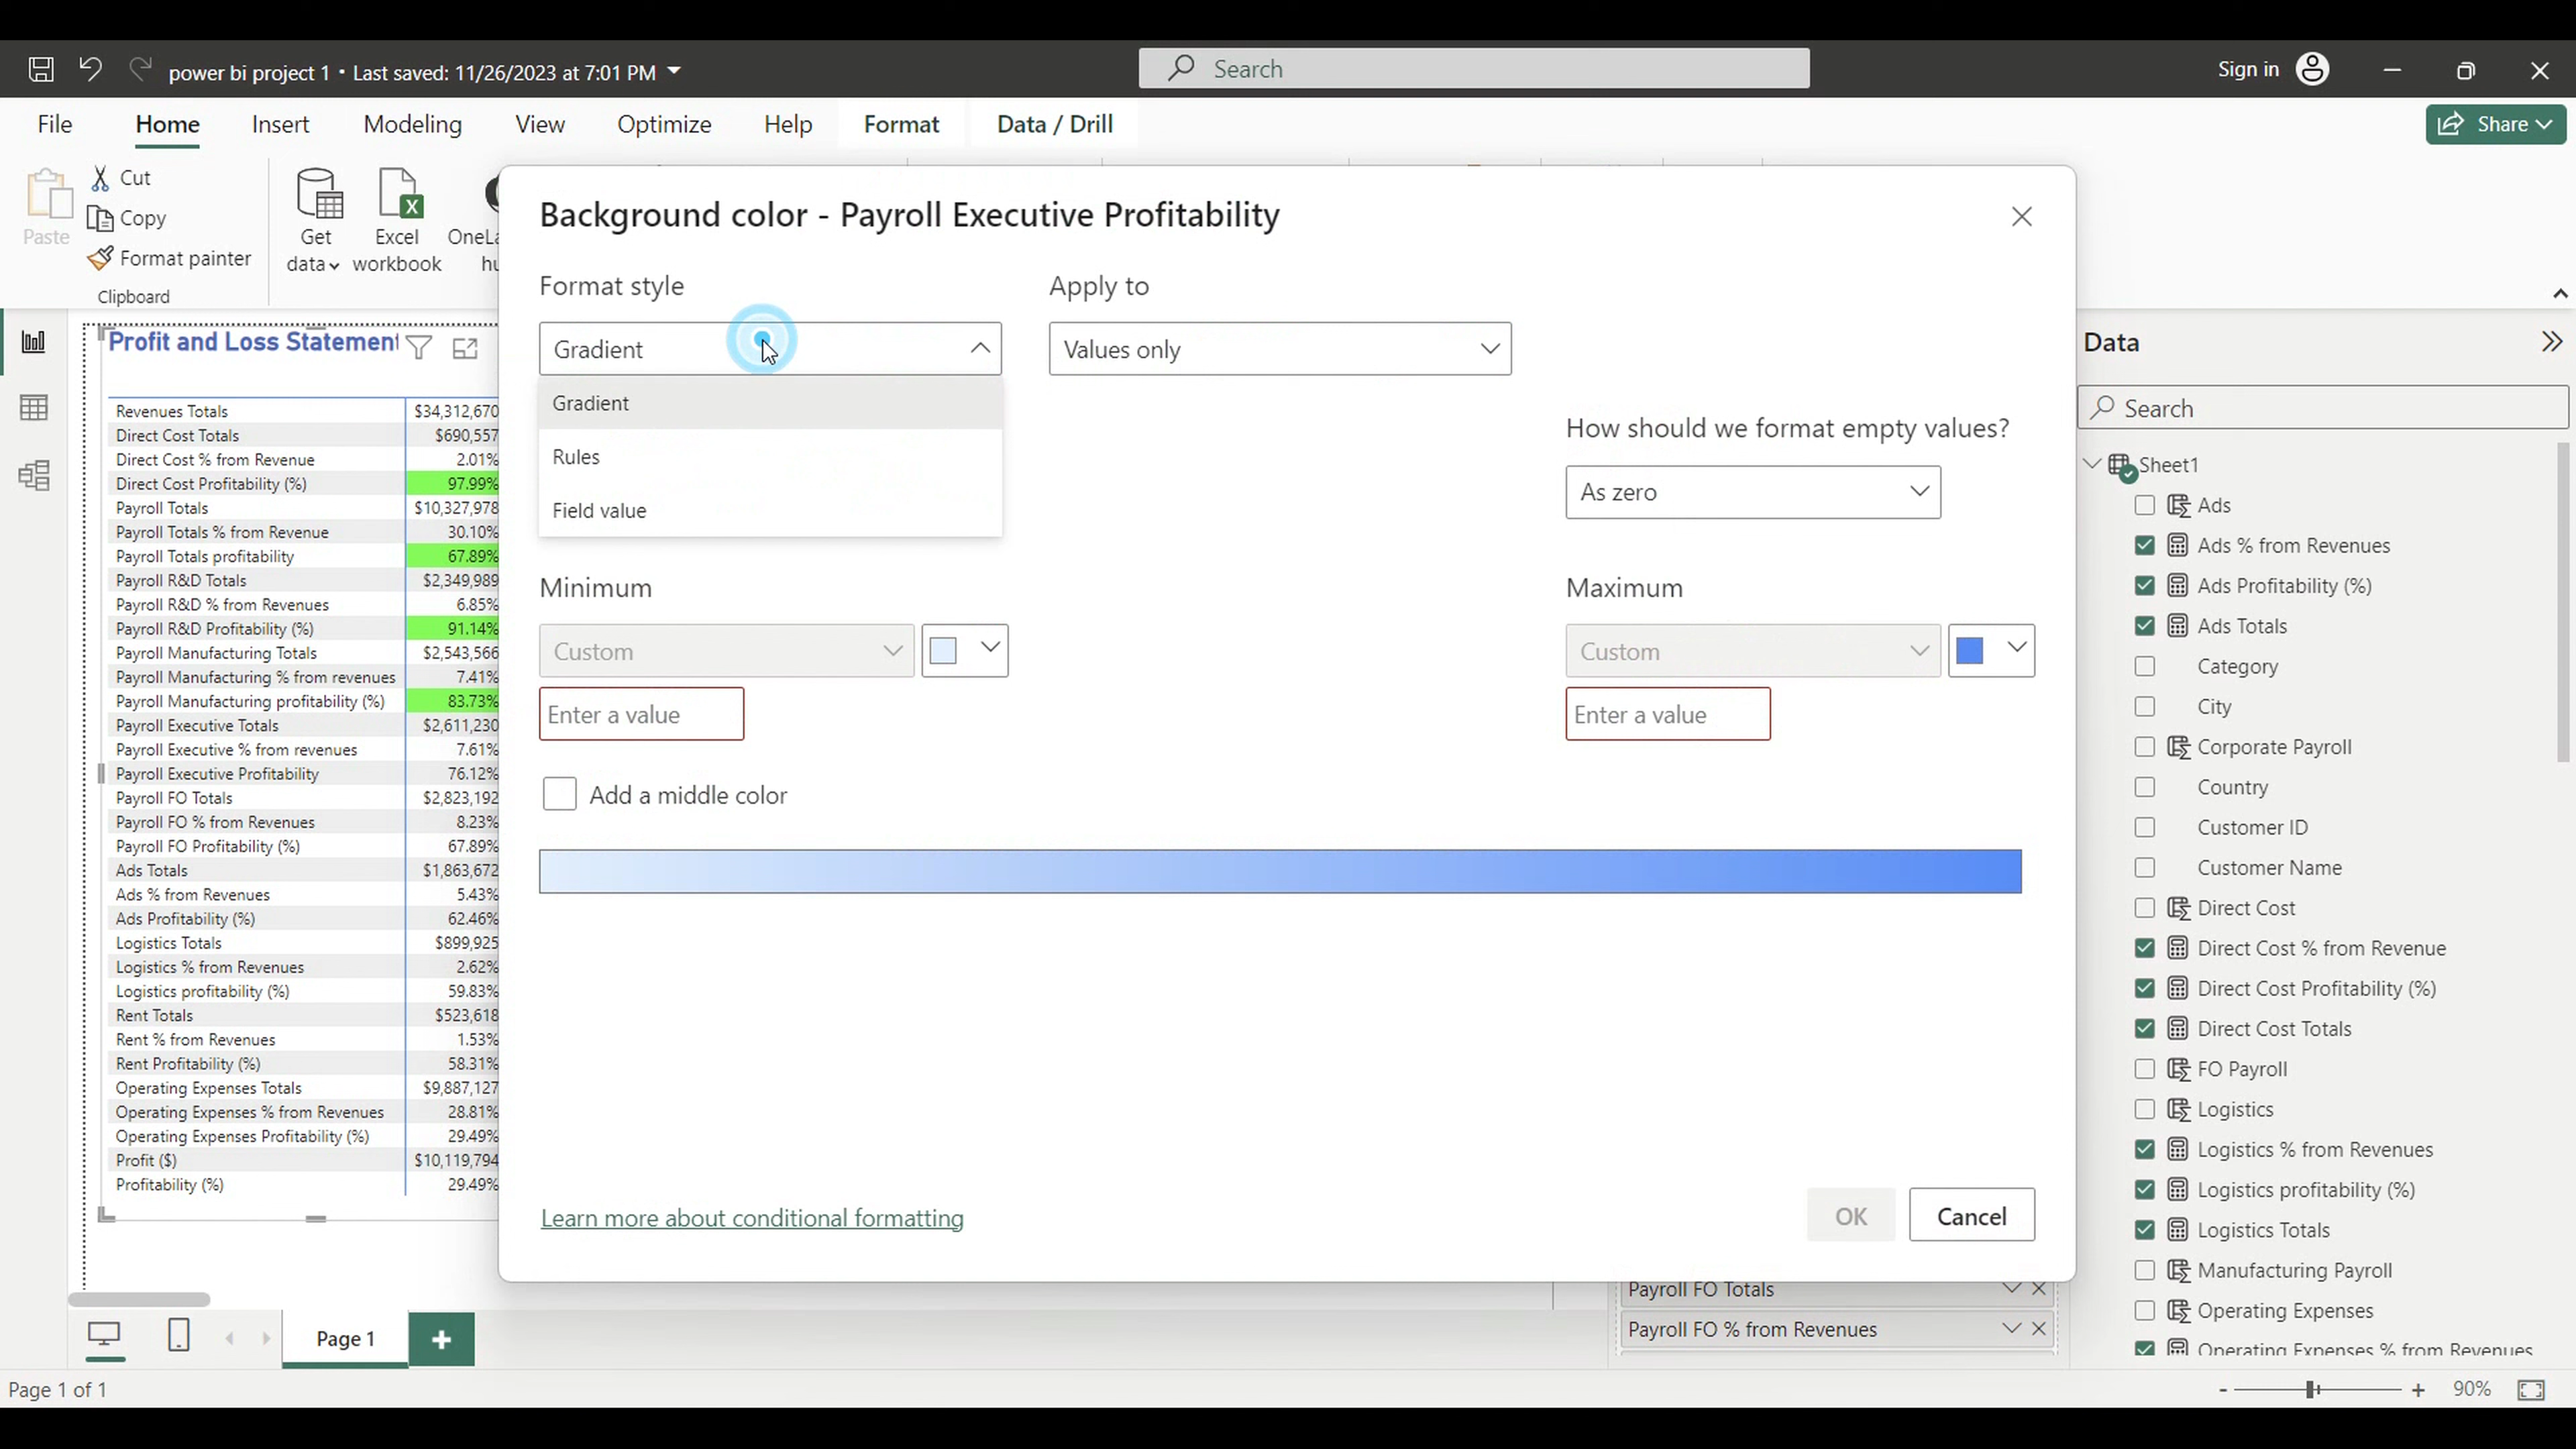 power bi project 1 • Last saved: 11/26/2023 at 7:01 PM
Search
Sign in
File
Home
Insert
Modeling
View
Optimize
Help
Format
Data / Drill
Share
Paste
Cut
Copy
Format painter
Clipboard
Get
data
Excel
workbook
Background color - Payroll Executive Profitability
Format style
Apply to
Gradient
Values only
Gradient
Rules
Field value
How should we format empty values?
As zero
Minimum
Maximum
Custom
Custom
Enter a value
Enter a value
Add a middle color
Learn more about conditional formatting
OK
Cancel
Profit and Loss Statement
Revenues Totals $34,312,670
Direct Cost Totals $690,557
Direct Cost % from Revenue 2.01%
Direct Cost Profitability (%) 97.99%
Payroll Totals $10,327,978
Payroll Totals % from Revenue 30.10%
Payroll Totals profitability 67.89%
Payroll R&D Totals $2,349,989
Payroll R&D % from Revenues 6.85%
Payroll R&D Profitability (%) 91.14%
Payroll Manufacturing Totals $2,543,566
Payroll Manufacturing % from revenues 7.41%
Payroll Manufacturing profitability (%) 83.73%
Payroll Executive Totals $2,611,230
Payroll Executive % from revenues 7.61%
Payroll Executive Profitability 76.12%
Payroll FO Totals $2,823,192
Payroll FO % from Revenues 8.23%
Payroll FO Profitability (%) 67.89%
Ads Totals $1,863,672
Ads % from Revenues 5.43%
Ads Profitability (%) 62.46%
Logistics Totals $899,925
Logistics % from Revenues 2.62%
Logistics profitability (%) 59.83%
Rent Totals $523,618
Rent % from Revenues 1.53%
Rent Profitability (%) 58.31%
Operating Expenses Totals $9,887,127
Operating Expenses % from Revenues 28.81%
Operating Expenses Profitability (%) 29.49%
Profit ($) $10,119,794
Profitability (%) 29.49%
Payroll FO Totals
Payroll FO % from Revenues
Data
Search
Sheet1
Ads
Ads % from Revenues
Ads Profitability (%)
Ads Totals
Category
City
Corporate Payroll
Country
Customer ID
Customer Name
Direct Cost
Direct Cost % from Revenue
Direct Cost Profitability (%)
Direct Cost Totals
FO Payroll
Logistics
Logistics % from Revenues
Logistics profitability (%)
Logistics Totals
Manufacturing Payroll
Operating Expenses
Operating Expenses % from Revenues
Page 1
Page 1 of 1
- + 90%